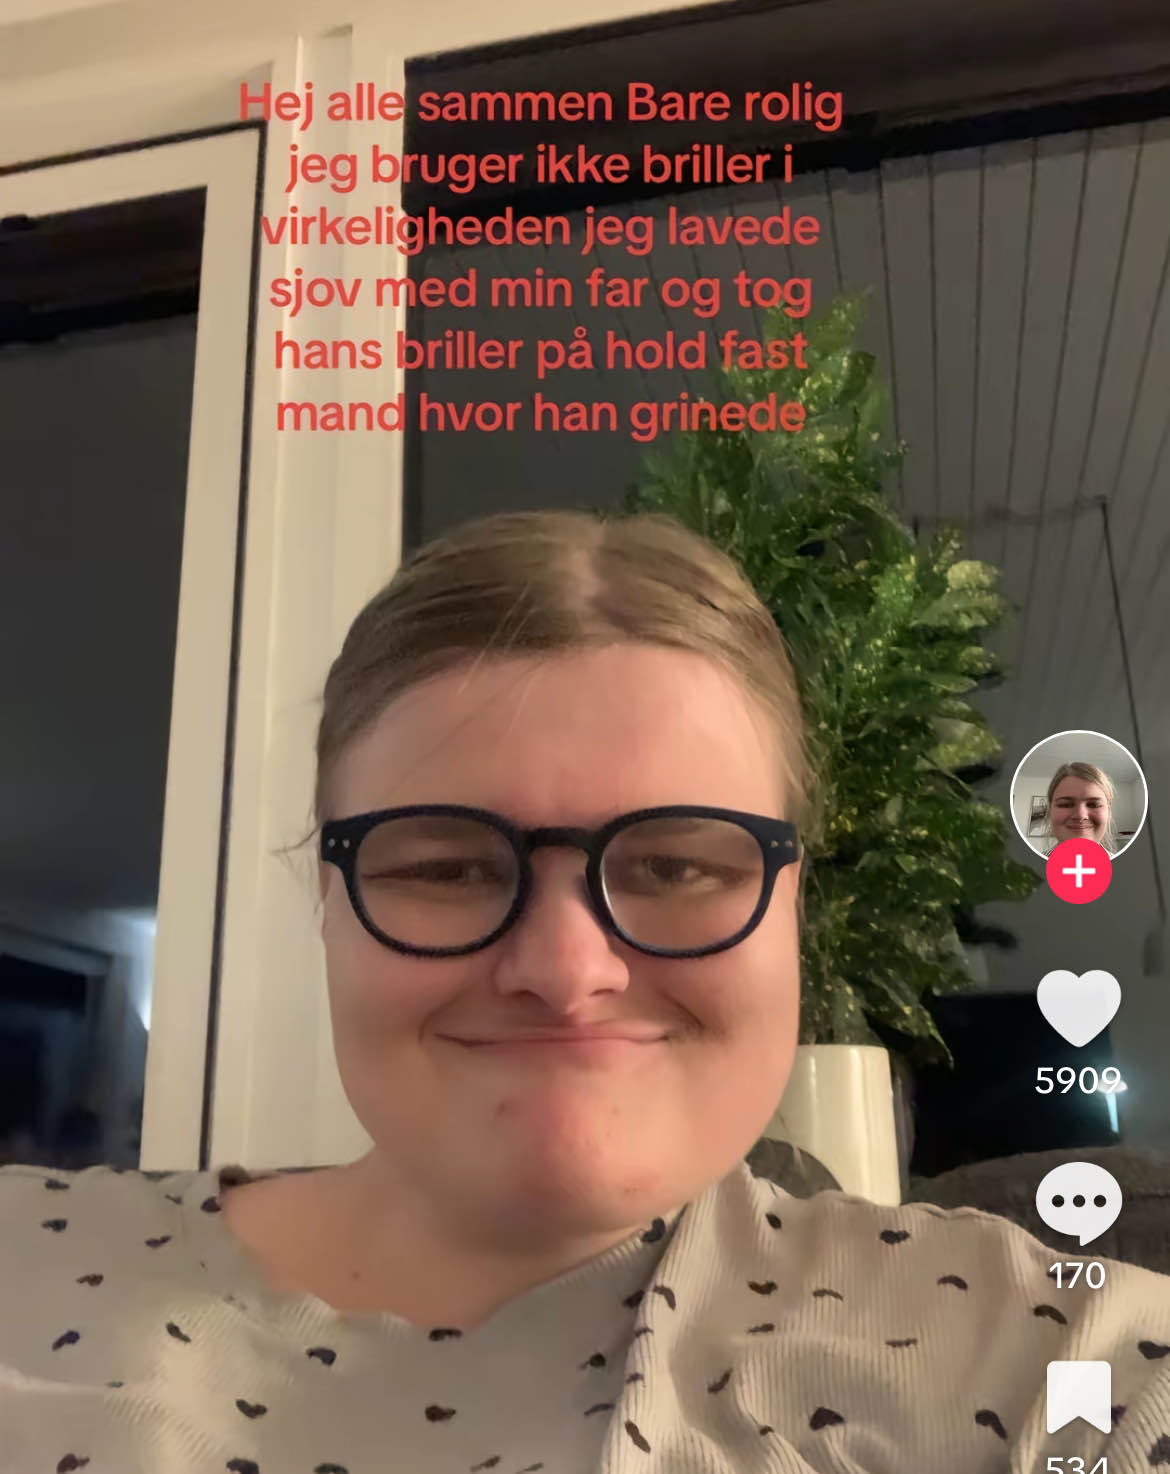 Hej alle sammen Bare rolig
jeg bruger ikke briller i
virkeligheden jeg lavede
sjov med min far og tog
hans briller på hold fast
mand hvor han grinede
5909
170
534